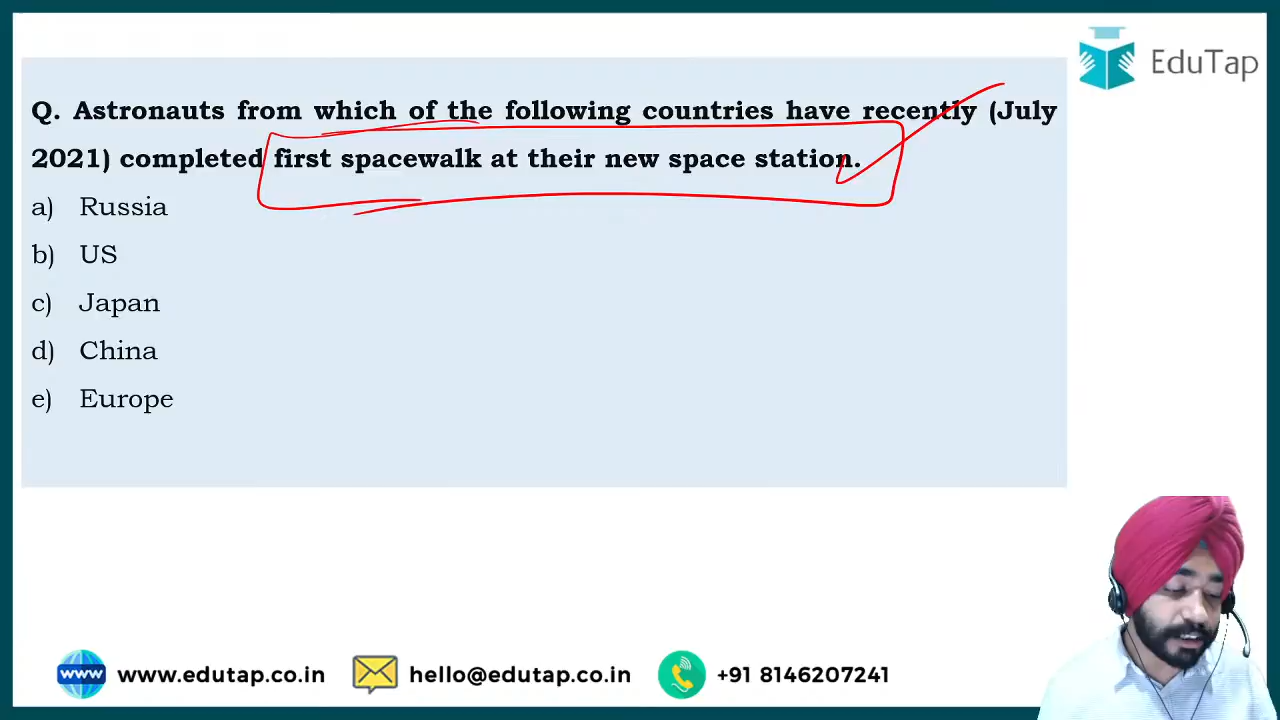 EduTap
Q. Astronauts from which of the following countries have recently (July
2021) completed first spacewalk at their new space station.
a) Russia
b) US
c) Japan
d) China
e) Europe
www
www.edutap.co.in
hello@edutap.co.in
+91 8146207241